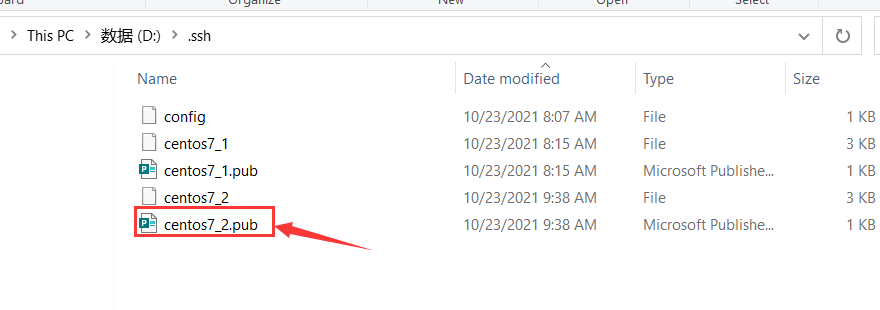 Organize New Open Select
This PC > 数据 (D:) > .ssh
Name Date modified Type Size
config 10/23/2021 8:07 AM File 1 KB
centos7_1 10/23/2021 8:15 AM File 3 KB
centos7_1.pub 10/23/2021 8:15 AM Microsoft Publishe... 1 KB
centos7_2 10/23/2021 9:38 AM File 3 KB
centos7_2.pub 10/23/2021 9:38 AM Microsoft Publishe... 1 KB